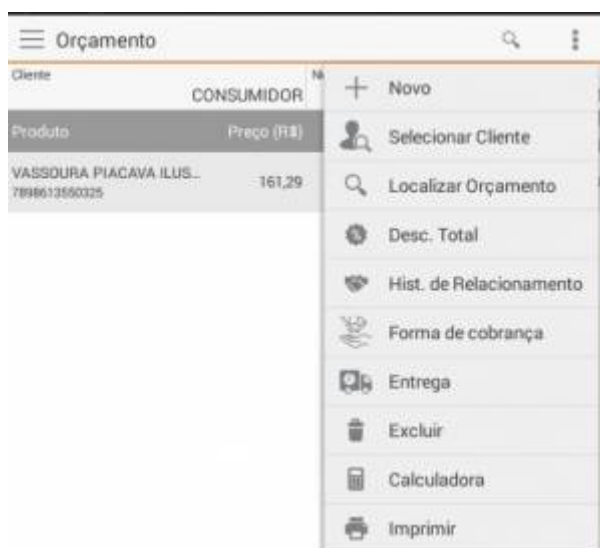 Orçamento
Cliente
CONSUMIDOR
Produto Preço (R$)
VASSOURA PIACAVA ILUS... 161,29
7898613550325
Novo
Selecionar Cliente
Localizar Orçamento
Desc. Total
Hist. de Relacionamento
Forma de cobrança
Entrega
Excluir
Calculadora
Imprimir